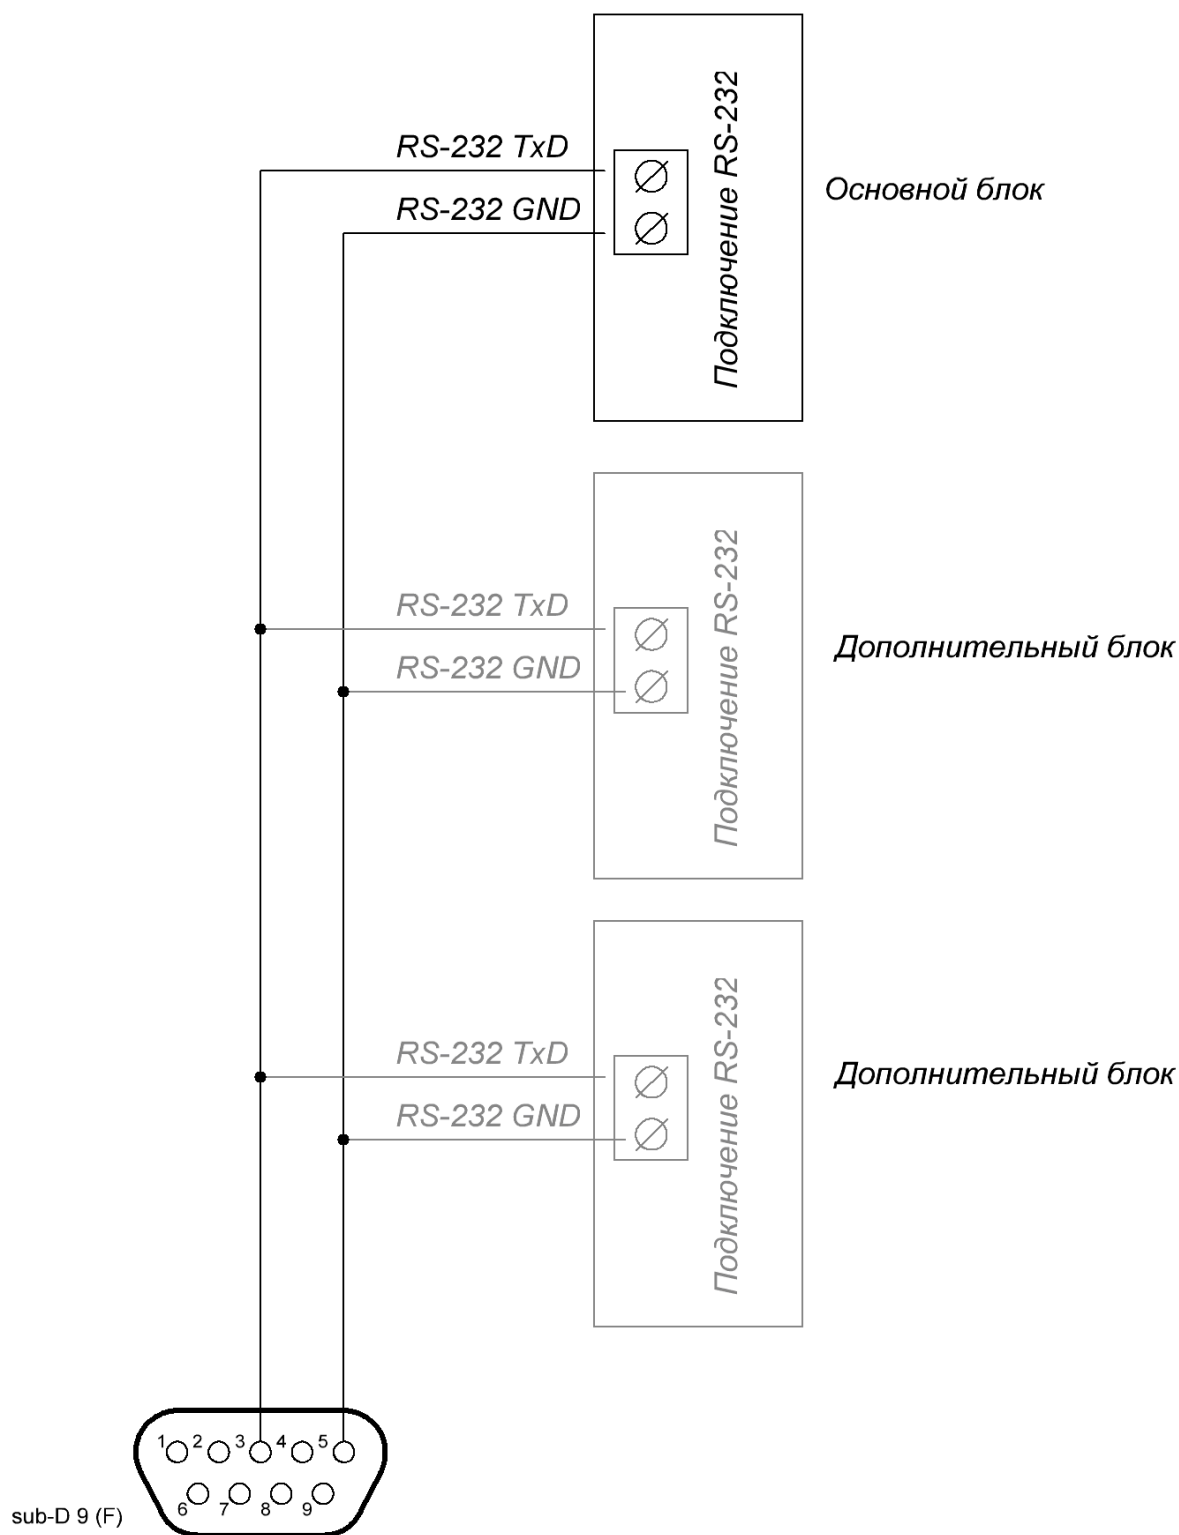 RS-232 TxD
RS-232 GND
Подключение RS-232
Основной блок
RS-232 TxD
RS-232 GND
Подключение RS-232
Дополнительный блок
RS-232 TxD
RS-232 GND
Подключение RS-232
Дополнительный блок
1 2 3 4 5
6 7 8 9
sub-D 9 (F)